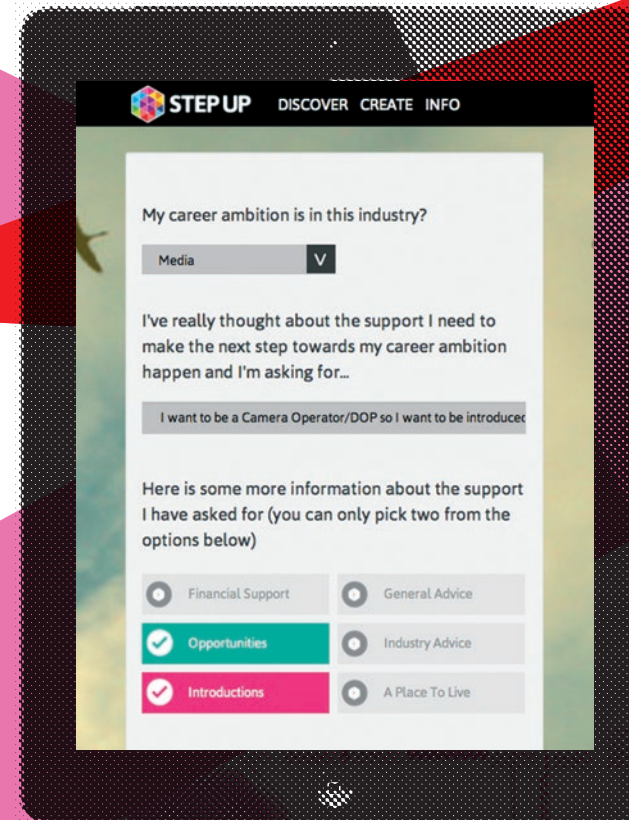 STEP UP DISCOVER CREATE INFO
My career ambition is in this industry?
Media V
I've really thought about the support I need to
make the next step towards my career ambition
happen and I'm asking for...
I want to be a Camera Operator/DOP so I want to be introduced
Here is some more information about the support
I have asked for (you can only pick two from the
options below)
Financial Support General Advice
Opportunities Industry Advice
Introductions A Place To Live